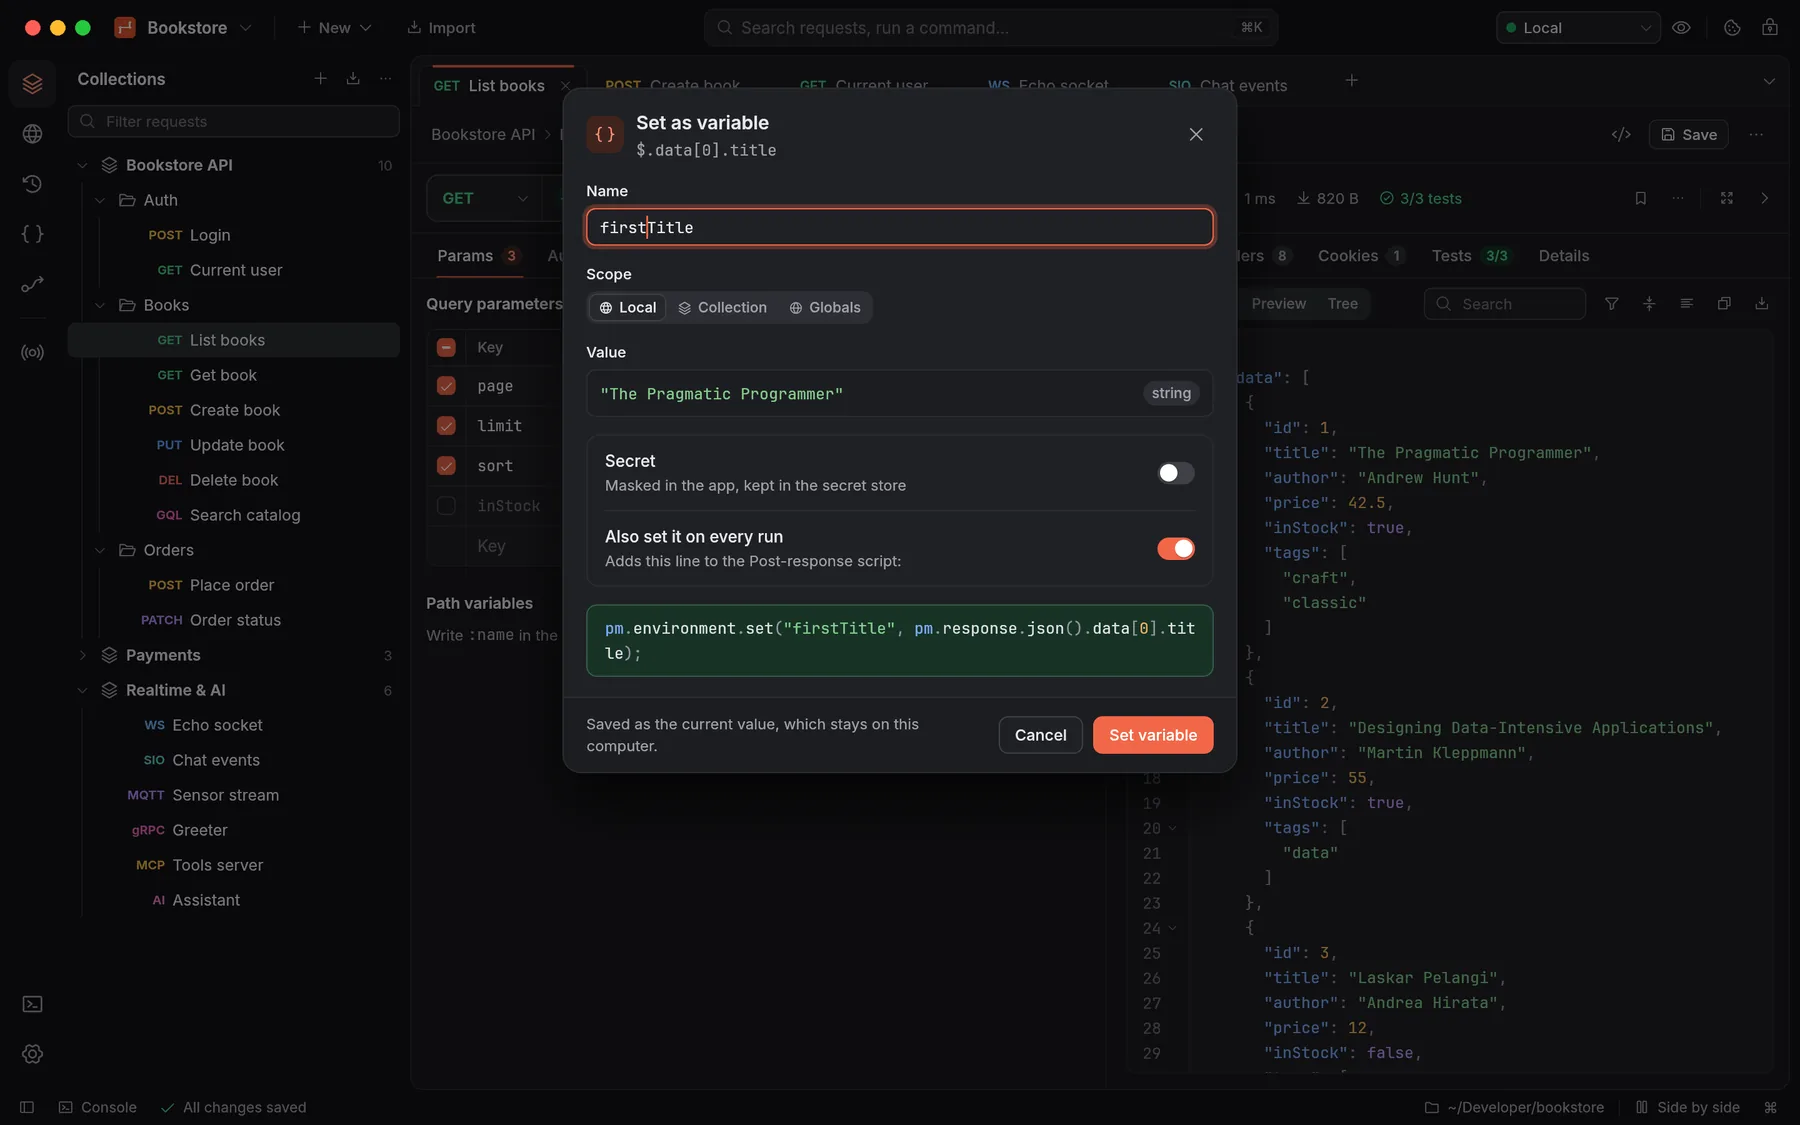 Bookstore
New
Import
Search requests, run a command...
⌘K
Local
Collections
Filter requests
Bookstore API 10
Auth
POST Login
GET Current user
Books
GET List books
GET Get book
POST Create book
PUT Update book
DEL Delete book
GQL Search catalog
Orders
POST Place order
PATCH Order status
Payments 3
Realtime & AI 6
WS Echo socket
SIO Chat events
MQTT Sensor stream
gRPC Greeter
MCP Tools server
AI Assistant
GET List books
POST Create book
GET Current user
WS Echo socket
SIO Chat events
Bookstore API
Save
GET
1 ms
820 B
3/3 tests
Params 3
8
Cookies 1
Tests 3/3
Details
Query parameters
Key
page
limit
sort
inStock
Key
Path variables
Write :name in the
Preview
Tree
Search
Set as variable
$.data[0].title
Name
firstTitle
Scope
Local
Collection
Globals
Value
"The Pragmatic Programmer"
string
Secret
Masked in the app, kept in the secret store
Also set it on every run
Adds this line to the Post-response script:
pm.environment.set("firstTitle", pm.response.json().data[0].tit
le);
Saved as the current value, which stays on this
computer.
Cancel
Set variable
data": [
{
"id": 1,
"title": "The Pragmatic Programmer",
"author": "Andrew Hunt",
"price": 42.5,
"inStock": true,
"tags": [
"craft",
"classic"
]
},
{
"id": 2,
"title": "Designing Data-Intensive Applications",
"author": "Martin Kleppmann",
18 "price": 55,
19 "inStock": true,
20 "tags": [
21 "data"
22 ]
23 },
24 {
25 "id": 3,
26 "title": "Laskar Pelangi",
27 "author": "Andrea Hirata",
28 "price": 12,
29 "inStock": false,
Console
All changes saved
~/Developer/bookstore
Side by side
⌘